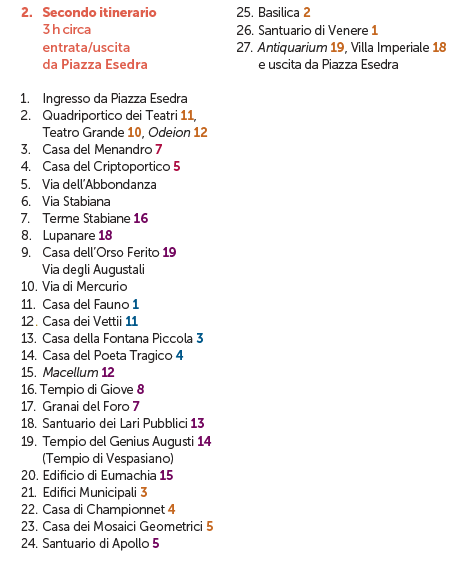 2. Secondo itinerario
3 h circa
entrata/uscita
da Piazza Esedra
1. Ingresso da Piazza Esedra
2. Quadriportico dei Teatri 11,
Teatro Grande 10, Odeion 12
3. Casa del Menandro 7
4. Casa del Criptoportico 5
5. Via dell'Abbondanza
6. Via Stabiana
7. Terme Stabiane 16
8. Lupanare 18
9. Casa dell'Orso Ferito 19
Via degli Augustali
10. Via di Mercurio
11. Casa del Fauno 1
12. Casa dei Vettii 11
13. Casa della Fontana Piccola 3
14. Casa del Poeta Tragico 4
15. Macellum 12
16. Tempio di Giove 8
17. Granai del Foro 7
18. Santuario dei Lari Pubblici 13
19. Tempio del Genius Augusti 14
(Tempio di Vespasiano)
20. Edificio di Eumachia 15
21. Edifici Municipali 3
22. Casa di Championnet 4
23. Casa dei Mosaici Geometrici 5
24. Santuario di Apollo 5
25. Basilica 2
26. Santuario di Venere 1
27. Antiquarium 19, Villa Imperiale 18
e uscita da Piazza Esedra